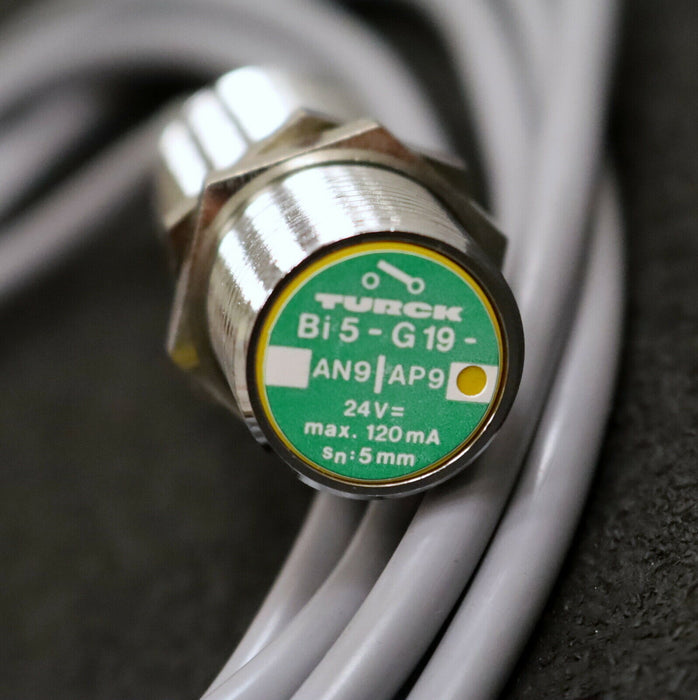 TURCK
Bi 5 - G 19 -
AN9/AP9
24V=
max. 120 mA
sn: 5 mm